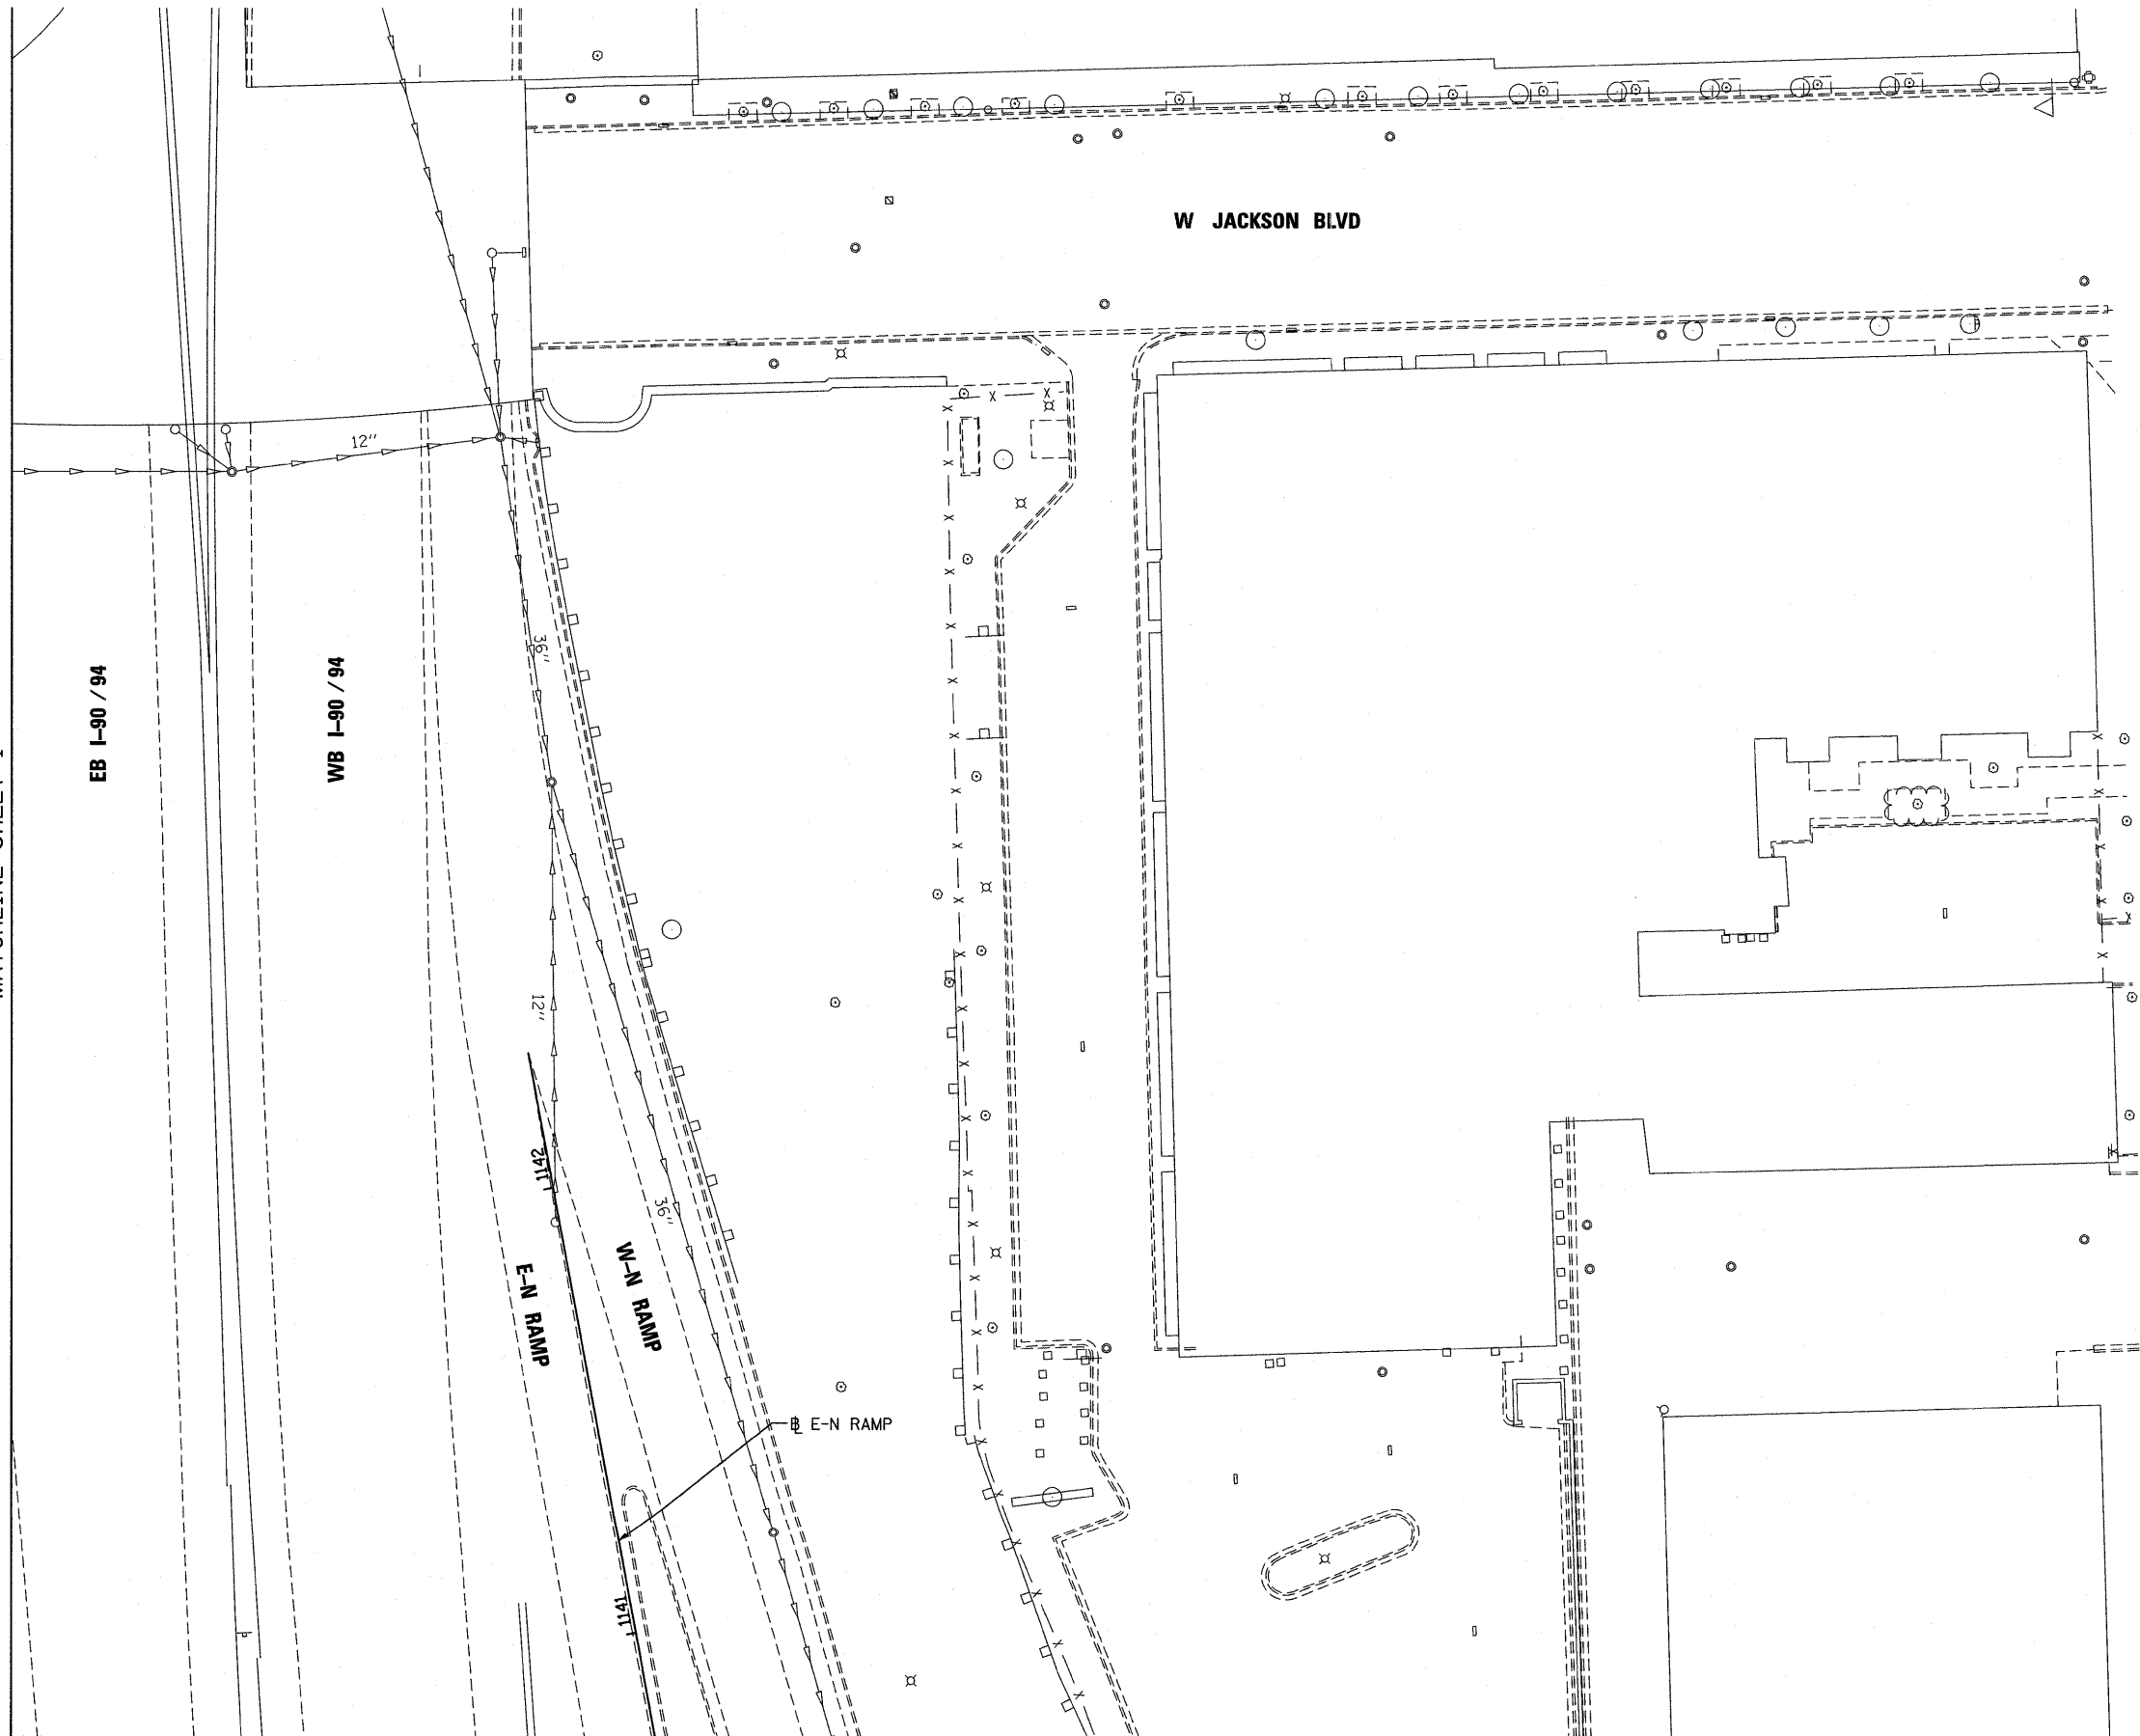 W JACKSON BLVD
12"
36"
EB I-90 / 94
WB I-90 / 94
12"
1142
36"
W-N RAMP
E-N RAMP
℄ E-N RAMP
1141